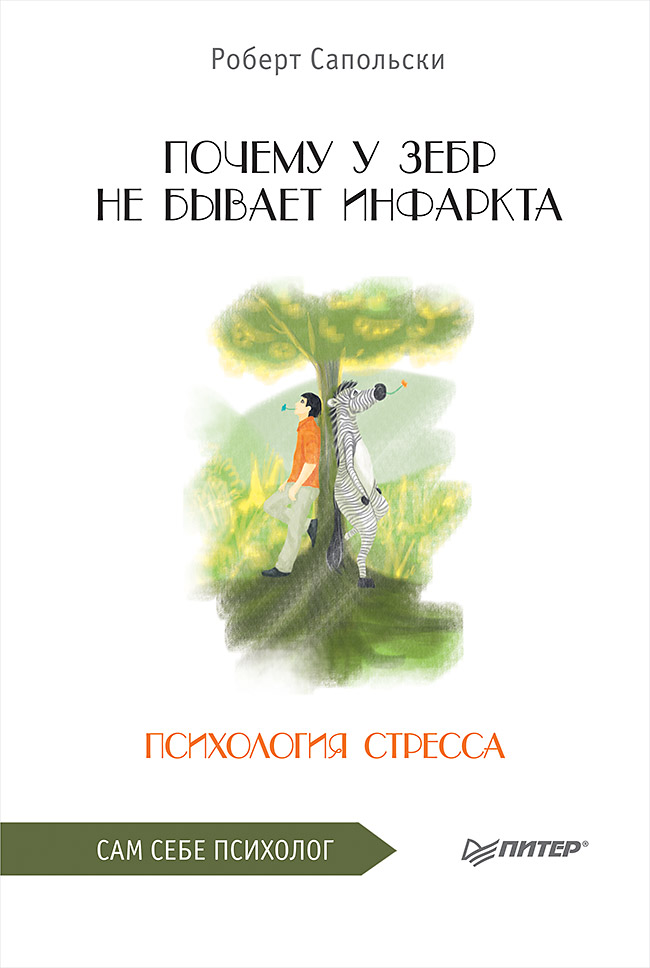 Роберт Сапольски
ПОЧЕМУ У ЗЕБР
НЕ БЫВАЕТ ИНФАРКТА
ПСИХОЛОГИЯ СТРЕССА
САМ СЕБЕ ПСИХОЛОГ
ПИТЕР®